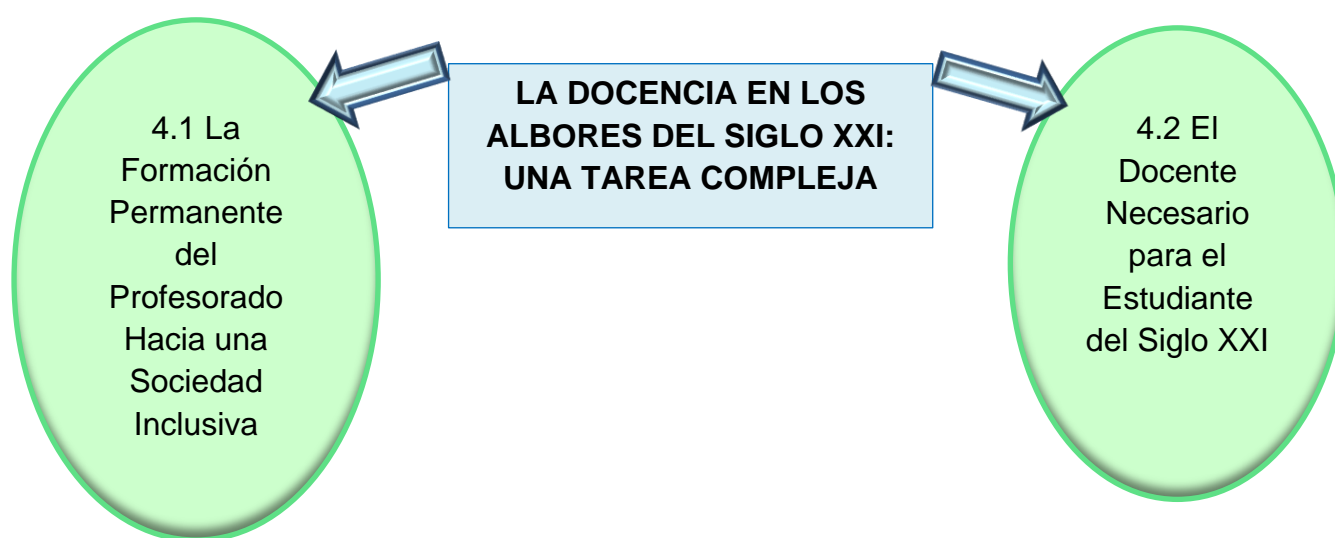 LA DOCENCIA EN LOS
ALBORES DEL SIGLO XXI:
UNA TAREA COMPLEJA
4.1 La
Formación
Permanente
del
Profesorado
Hacia una
Sociedad
Inclusiva
4.2 El
Docente
Necesario
para el
Estudiante
del Siglo XXI